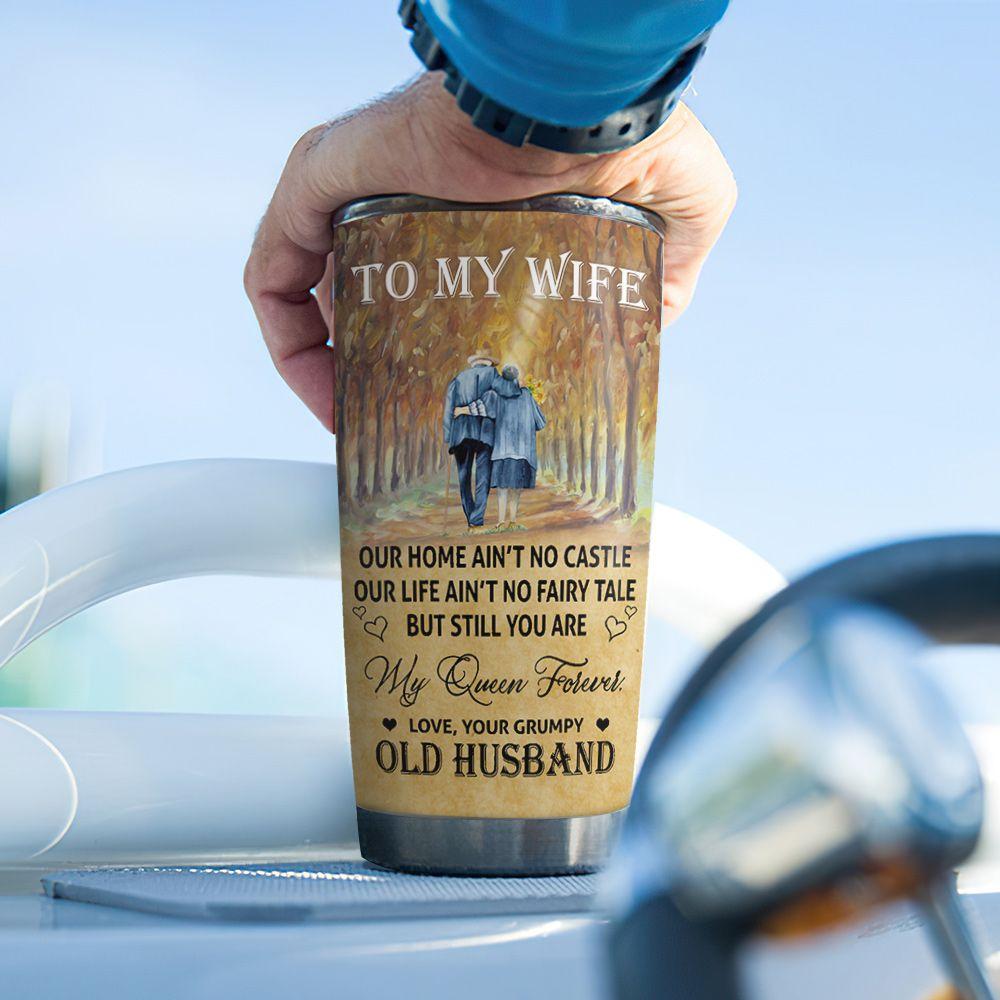 TO MY WIFE
OUR HOME AIN'T NO CASTLE
OUR LIFE AIN'T NO FAIRY TALE
BUT STILL YOU ARE
My Queen Forever.
LOVE, YOUR GRUMPY
OLD HUSBAND